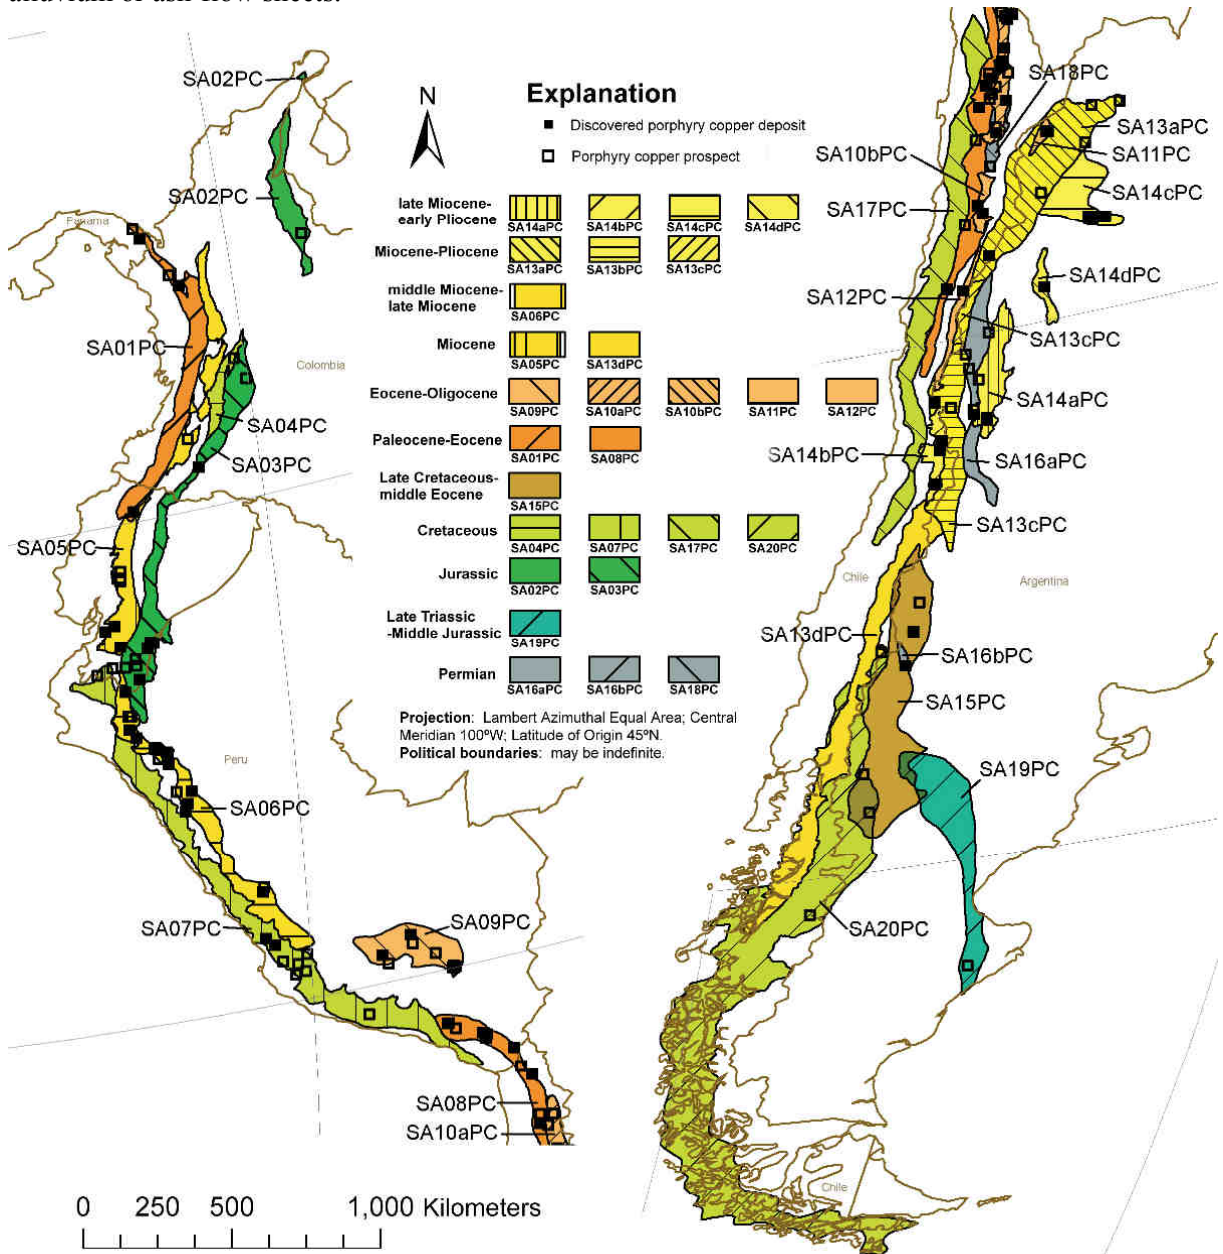 alluvium or ash-flow sheets.
SA02PC
SA02PC
Panama
SA01PC
Colombia
SA04PC
SA03PC
SA05PC
Peru
SA06PC
SA07PC
SA09PC
SA08PC
SA10aPC
0 250 500 1,000 Kilometers
N
Explanation
Discovered porphyry copper deposit
Porphyry copper prospect
late Miocene-
early Pliocene
SA14aPC SA14bPC SA14cPC SA14dPC
Miocene-Pliocene
SA13aPC SA13bPC SA13cPC
middle Miocene-
late Miocene
SA06PC
Miocene
SA05PC SA13dPC
Eocene-Oligocene
SA09PC SA10aPC SA10bPC SA11PC SA12PC
Paleocene-Eocene
SA01PC SA08PC
Late Cretaceous-
middle Eocene
SA15PC
Cretaceous
SA04PC SA07PC SA17PC SA20PC
Jurassic
SA02PC SA03PC
Late Triassic
-Middle Jurassic
SA19PC
Permian
SA16aPC SA16bPC SA18PC
Projection: Lambert Azimuthal Equal Area; Central
Meridian 100ºW; Latitude of Origin 45ºN.
Political boundaries: may be indefinite.
SA18PC
SA13aPC
SA11PC
SA10bPC
SA14cPC
SA17PC
SA14dPC
SA12PC
SA13cPC
SA14aPC
SA14bPC
SA16aPC
SA13cPC
Chile
Argentina
SA13dPC
SA16bPC
SA15PC
SA19PC
SA20PC
Chile